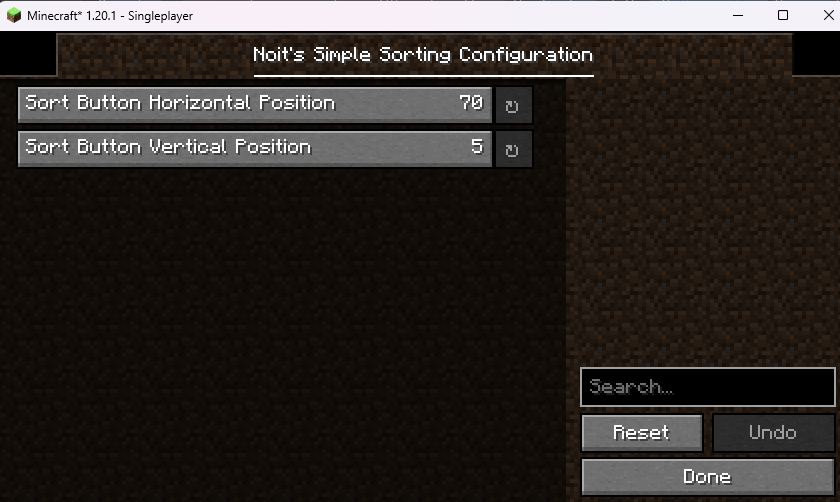 Minecraft* 1.20.1 - Singleplayer
Noit's Simple Sorting Configuration
Sort Button Horizontal Position 70
Sort Button Vertical Position 5
Search...
Reset Undo
Done